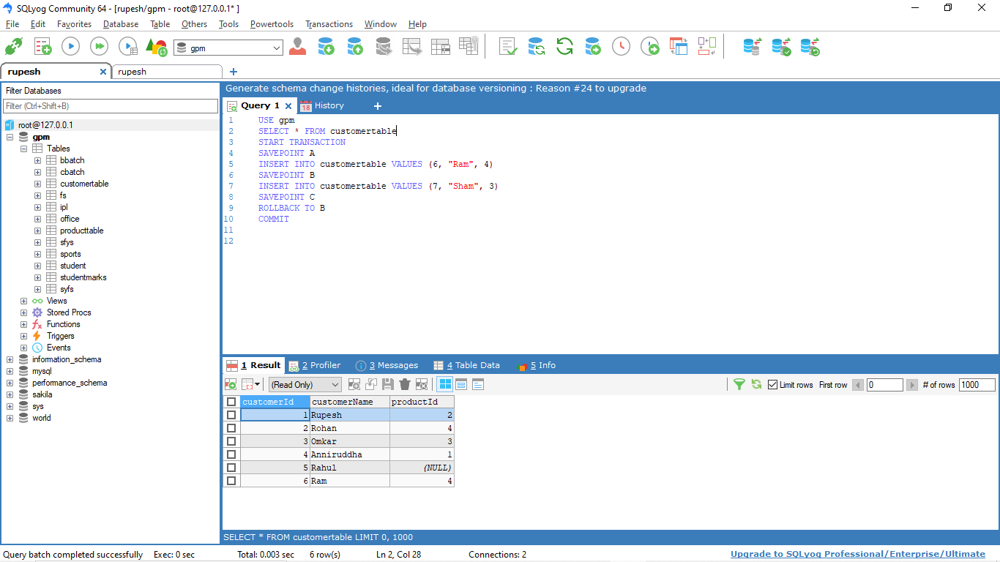 SQLyog Community 64 - [rupesh/gpm - root@127.0.0.1* ]
File Edit Favorites Database Table Others Tools Powertools Transactions Window Help
gpm
rupesh
rupesh
Filter Databases
Filter (Ctrl+Shift+B)
root@127.0.0.1
gpm
Tables
bbatch
cbatch
customertable
fs
ipl
office
producttable
sfys
sports
student
studentmarks
syfs
Views
Stored Procs
Functions
Triggers
Events
information_schema
mysql
perfomance_schema
sakila
sys
world
Generate schema change histories, ideal for database versioning : Reason #24 to upgrade
Query 1
18 History
1 USE gpm
2 SELECT * FROM customertable
3 START TRANSACTION
4 SAVEPOINT A
5 INSERT INTO customertable VALUES (6, "Ram", 4)
6 SAVEPOINT B
7 INSERT INTO customertable VALUES (7, "Sham", 3)
8 SAVEPOINT C
9 ROLLBACK TO B
10 COMMIT
11
12
1 Result 2 Profiler 3 Messages 4 Table Data 5 Info
(Read Only) Limit rows First row 0 # of rows 1000
customerId customerName productId
1 Rupesh 2
2 Rohan 4
3 Omkar 3
4 Anniruddha 1
5 Rahul (NULL)
6 Ram 4
SELECT * FROM customertable LIMIT 0, 1000
Query batch completed successfully Exec: 0 sec Total: 0.003 sec 6 row(s) Ln 2, Col 28 Connections: 2 Upgrade to SQLyog Professional/Enterprise/Ultimate